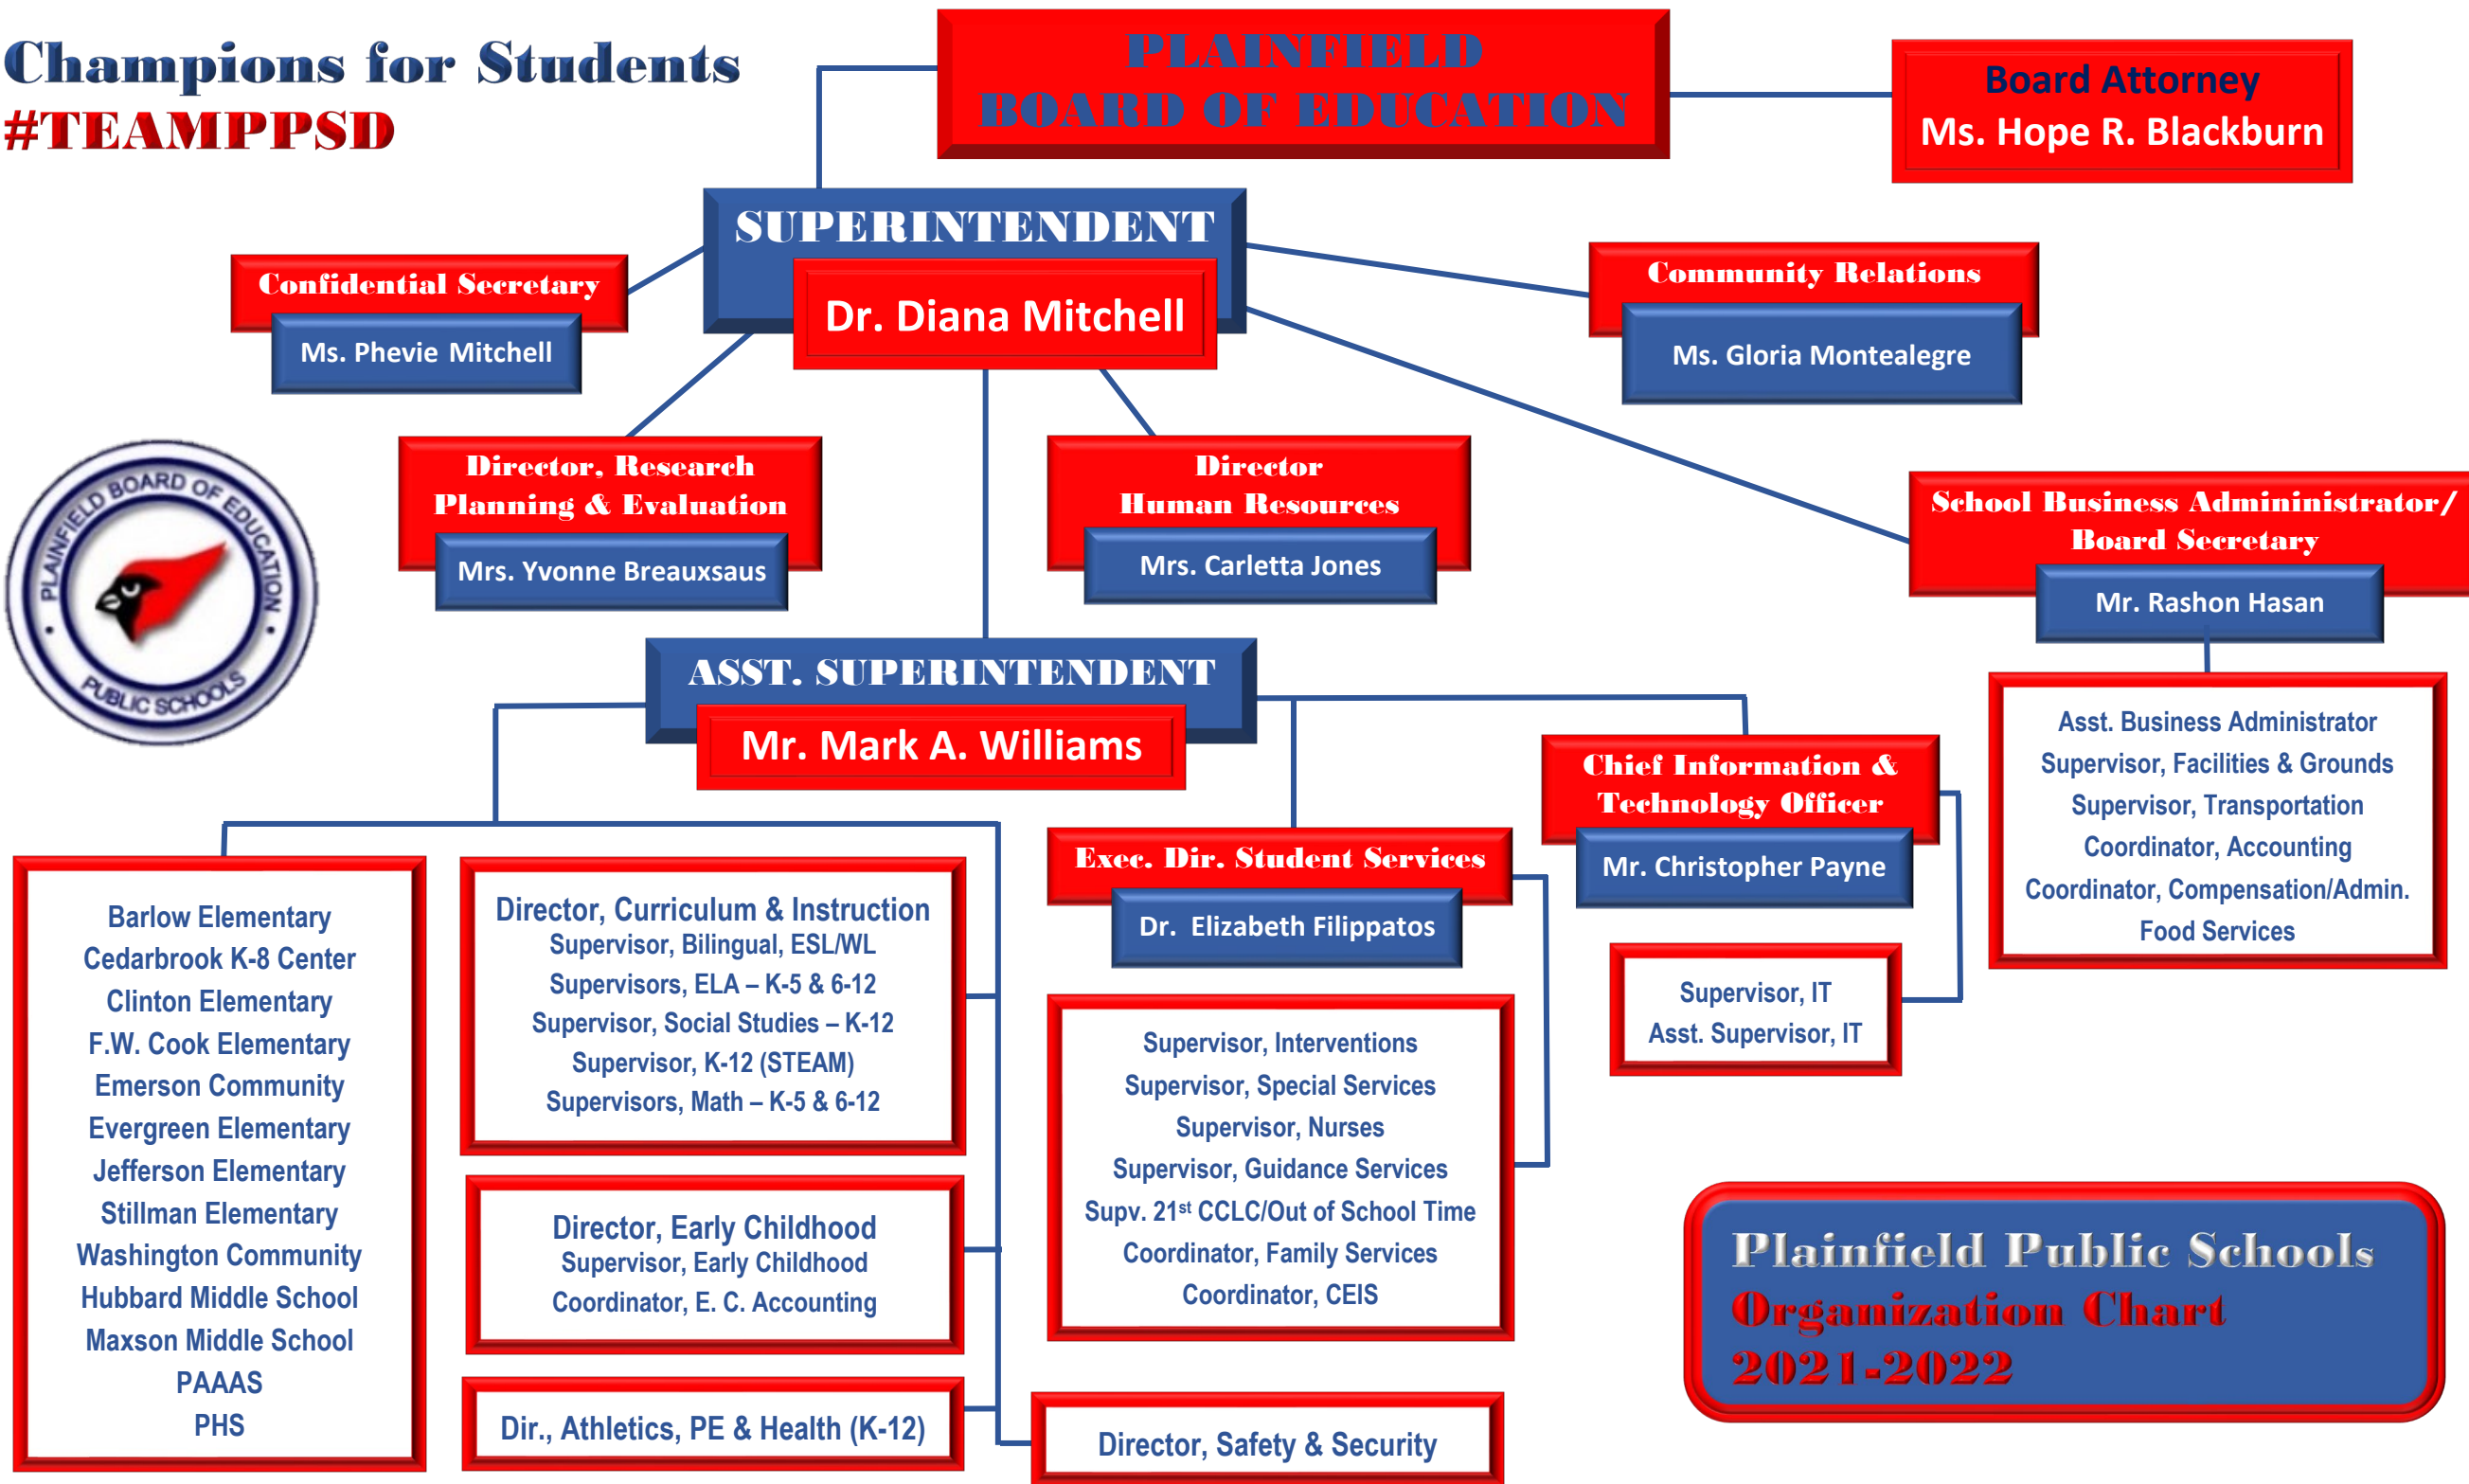 Champions for Students
#TEAMPPSD
PLAINFIELD
BOARD OF EDUCATION
Board Attorney
Ms. Hope R. Blackburn
SUPERINTENDENT
Dr. Diana Mitchell
Confidential Secretary
Ms. Phevie Mitchell
Community Relations
Ms. Gloria Montealegre
Director, Research
Planning & Evaluation
Mrs. Yvonne Breauxsaus
Director
Human Resources
Mrs. Carletta Jones
School Business Admininistrator/
Board Secretary
Mr. Rashon Hasan
PLAINFIELD BOARD OF EDUCATION
PUBLIC SCHOOLS
ASST. SUPERINTENDENT
Mr. Mark A. Williams
Asst. Business Administrator
Supervisor, Facilities & Grounds
Supervisor, Transportation
Coordinator, Accounting
Coordinator, Compensation/Admin.
Food Services
Chief Information &
Technology Officer
Mr. Christopher Payne
Supervisor, IT
Asst. Supervisor, IT
Exec. Dir. Student Services
Dr. Elizabeth Filippatos
Supervisor, Interventions
Supervisor, Special Services
Supervisor, Nurses
Supervisor, Guidance Services
Supv. 21st CCLC/Out of School Time
Coordinator, Family Services
Coordinator, CEIS
Barlow Elementary
Cedarbrook K-8 Center
Clinton Elementary
F.W. Cook Elementary
Emerson Community
Evergreen Elementary
Jefferson Elementary
Stillman Elementary
Washington Community
Hubbard Middle School
Maxson Middle School
PAAAS
PHS
Director, Curriculum & Instruction
Supervisor, Bilingual, ESL/WL
Supervisors, ELA – K-5 & 6-12
Supervisor, Social Studies – K-12
Supervisor, K-12 (STEAM)
Supervisors, Math – K-5 & 6-12
Director, Early Childhood
Supervisor, Early Childhood
Coordinator, E. C. Accounting
Dir., Athletics, PE & Health (K-12)
Director, Safety & Security
Plainfield Public Schools
Organization Chart
2021-2022